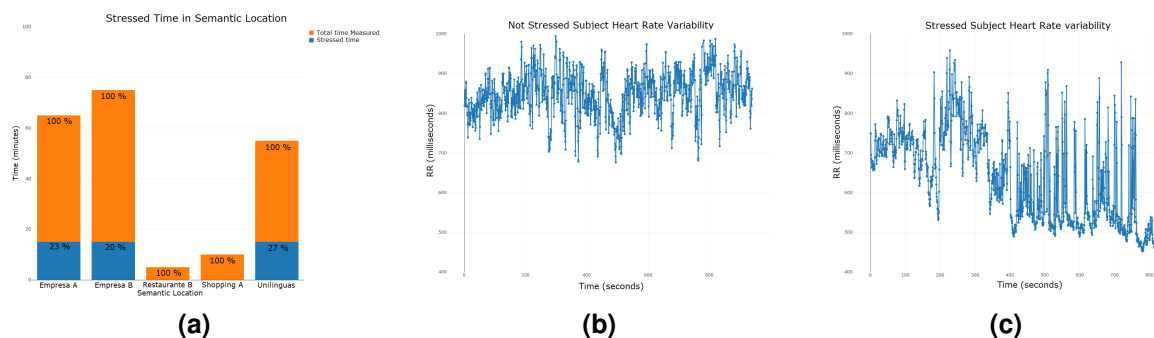 Stressed Time in Semantic Location
Total time Measured
Stressed time
Time (minutes)
100
80
60
40
20
0
100 %
100 %
100 %
100 %
100 %
23 %
20 %
27 %
Empresa A
Empresa B
Restaurante B
Shopping A
Unilinguas
Semantic Location
(a)
Not Stressed Subject Heart Rate Variability
RR (milliseconds)
1000
900
800
700
600
500
400
0
200
400
600
800
Time (seconds)
(b)
Stressed Subject Heart Rate variability
RR (milliseconds)
1000
900
800
700
600
500
400
0
100
200
300
400
500
600
700
800
Time (seconds)
(c)